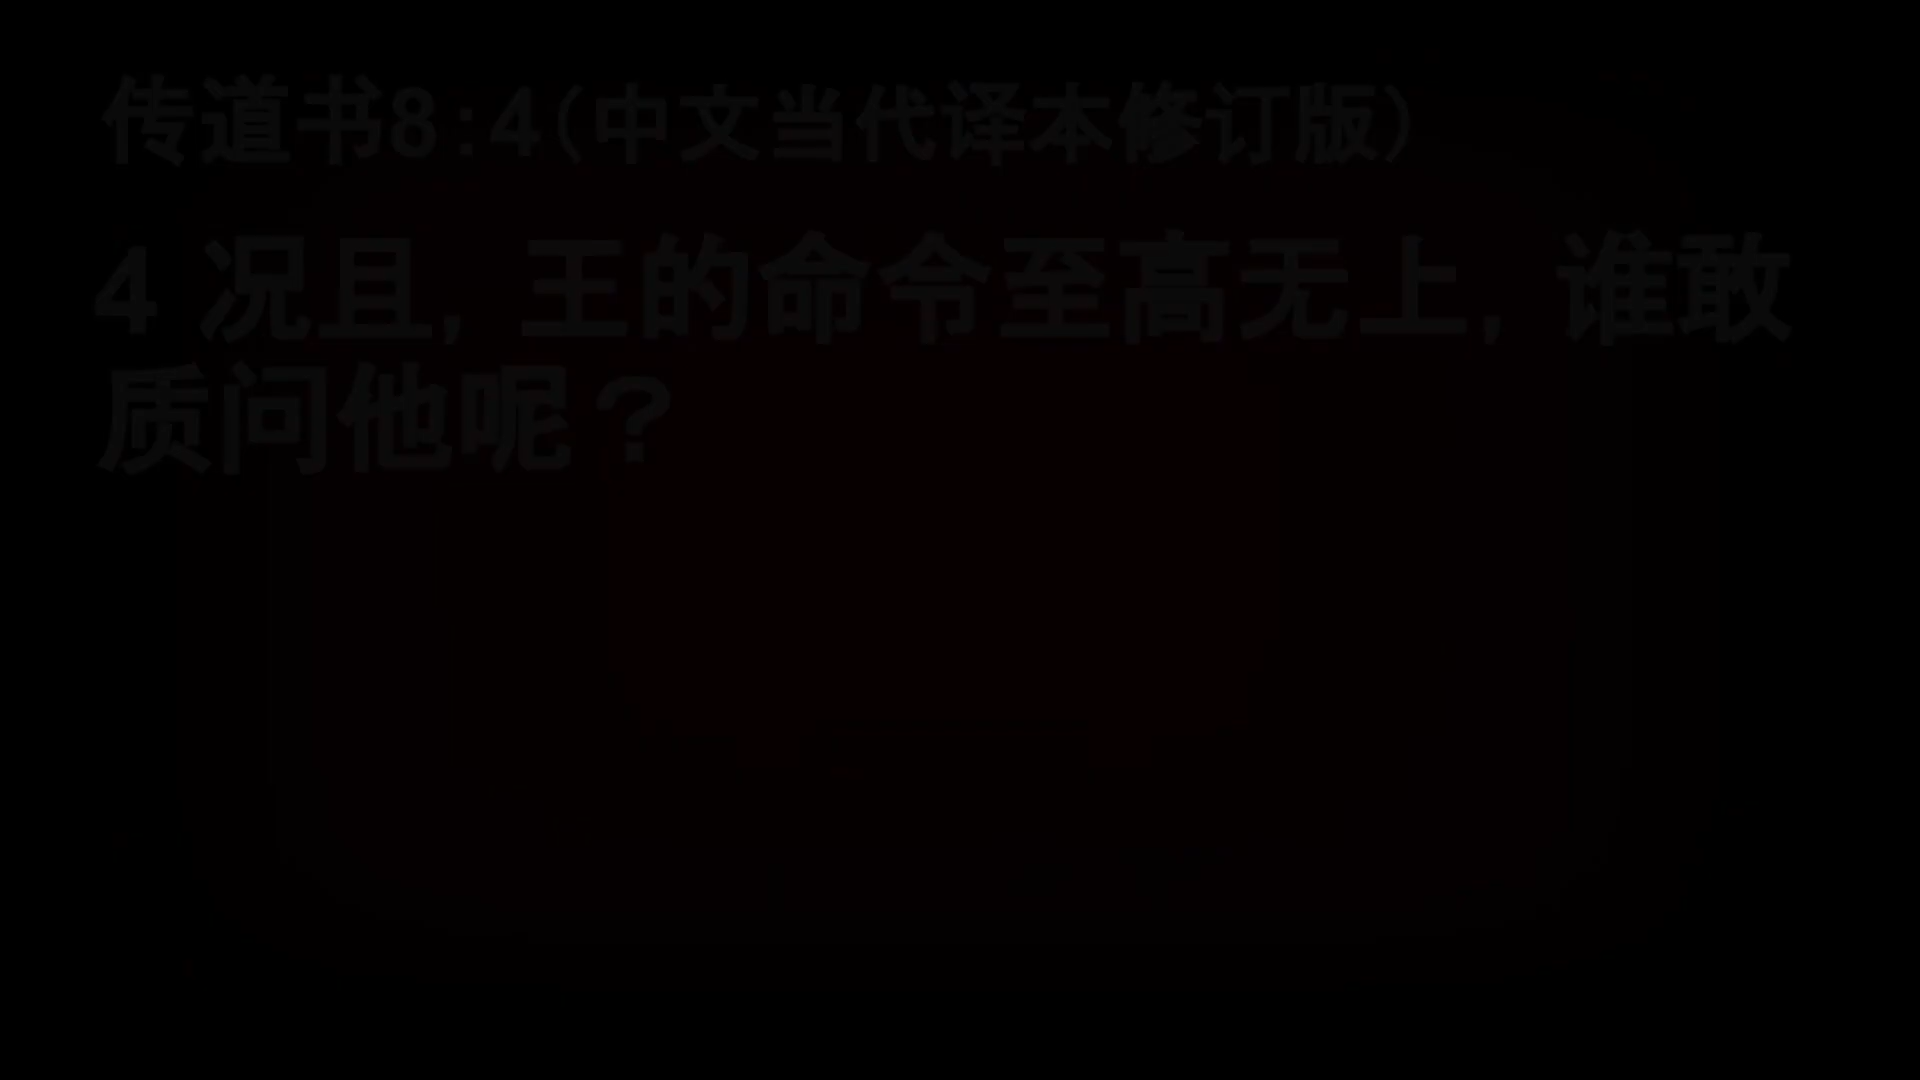 传道书8:4(中文当代译本修订版)
4 况且, 王的命令至高无上, 谁敢
质问他呢？